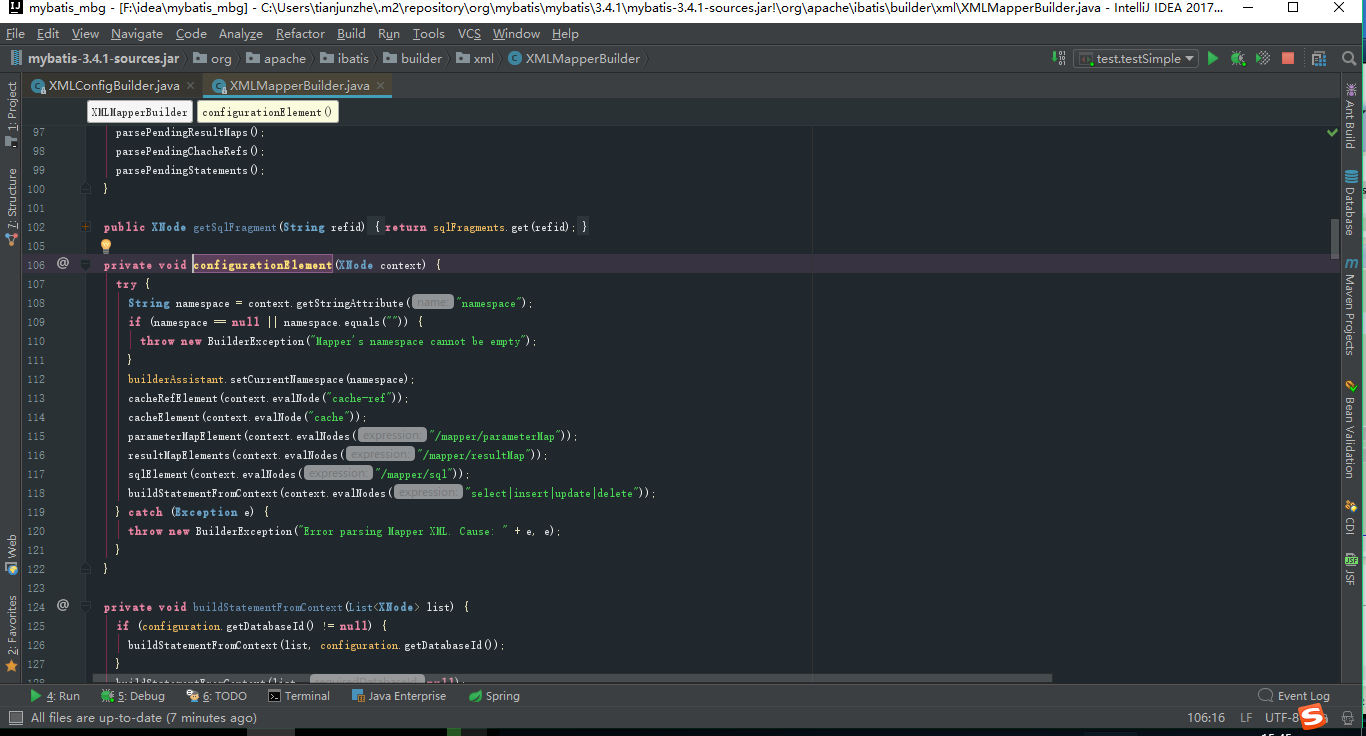 mybatis_mbg - [F:\idea\mybatis_mbg] - C:\Users\tianjunzhe\.m2\repository\org\mybatis\mybatis\3.4.1\mybatis-3.4.1-sources.jar!\org\apache\ibatis\builder\xml\XMLMapperBuilder.java - IntelliJ IDEA 2017...
File Edit View Navigate Code Analyze Refactor Build Run Tools VCS Window Help
mybatis-3.4.1-sources.jar org apache ibatis builder xml XMLMapperBuilder test.testSimple
XMLConfigBuilder.java XMLMapperBuilder.java
XMLMapperBuilder configurationElement()
97 parsePendingResultMaps();
98 parsePendingChacheRefs();
99 parsePendingStatements();
100 }
101
102 public XNode getSqlFragment(String refid) { return sqlFragments.get(refid); }
105
106 @ private void configurationElement(XNode context) {
107 try {
108 String namespace = context.getStringAttribute( name: "namespace");
109 if (namespace == null || namespace.equals("")) {
110 throw new BuilderException("Mapper's namespace cannot be empty");
111 }
112 builderAssistant.setCurrentNamespace(namespace);
113 cacheRefElement(context.evalNode("cache-ref"));
114 cacheElement(context.evalNode("cache"));
115 parameterMapElement(context.evalNodes( expression: "/mapper/parameterMap"));
116 resultMapElements(context.evalNodes( expression: "/mapper/resultMap"));
117 sqlElement(context.evalNodes( expression: "/mapper/sql"));
118 buildStatementFromContext(context.evalNodes( expression: "select|insert|update|delete"));
119 } catch (Exception e) {
120 throw new BuilderException("Error parsing Mapper XML. Cause: " + e, e);
121 }
122 }
123
124 @ private void buildStatementFromContext(List<XNode> list) {
125 if (configuration.getDatabaseId() != null) {
126 buildStatementFromContext(list, configuration.getDatabaseId());
127 }
1: Project
7: Structure
Web
2: Favorites
Ant Build
Database
Maven Projects
Bean Validation
CDI
JSF
4: Run 5: Debug 6: TODO Terminal Java Enterprise Spring Event Log
All files are up-to-date (7 minutes ago) 106:16 LF UTF-8